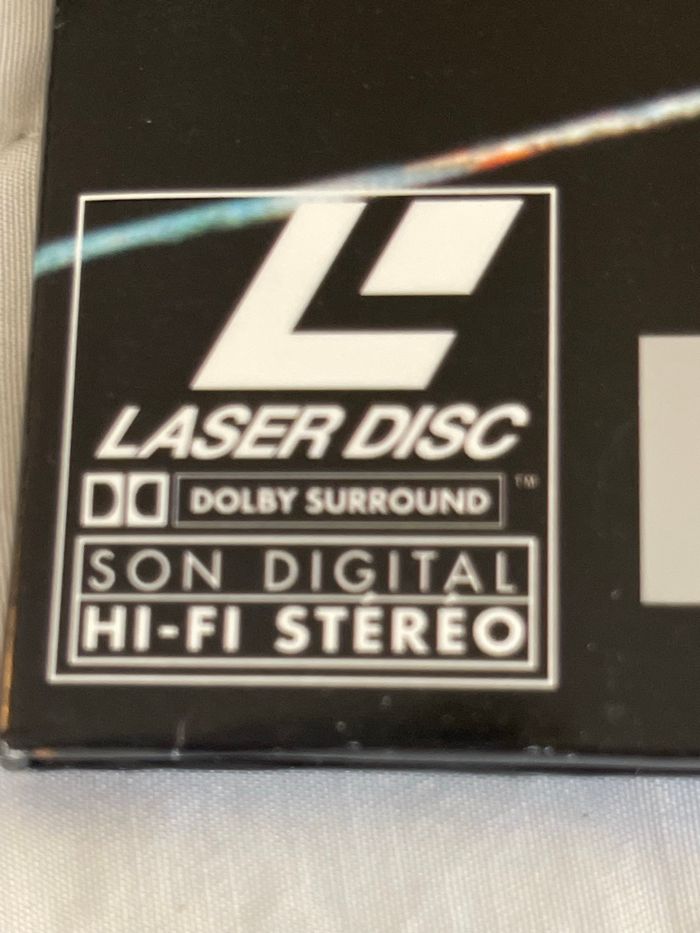 LASER DISC
DOLBY SURROUND ™
SON DIGITAL
HI-FI STÉRÉO